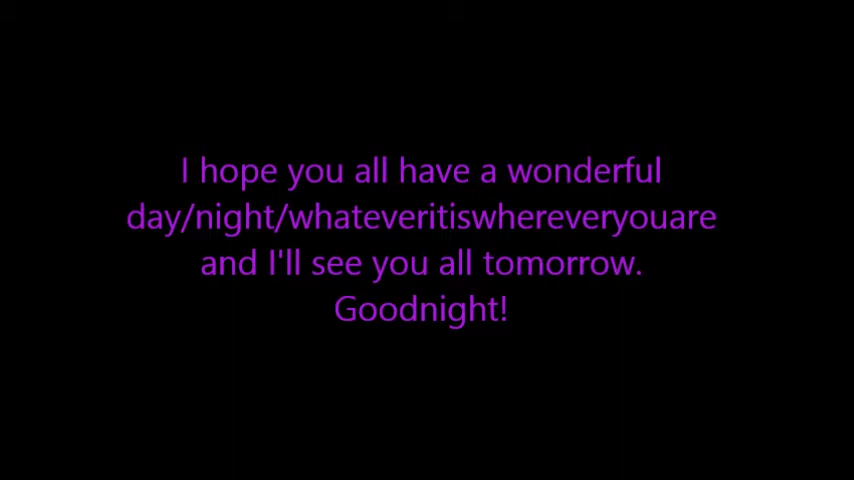 I hope you all have a wonderful
day/night/whateveritiswhereveryouare
and I'll see you all tomorrow.
Goodnight!